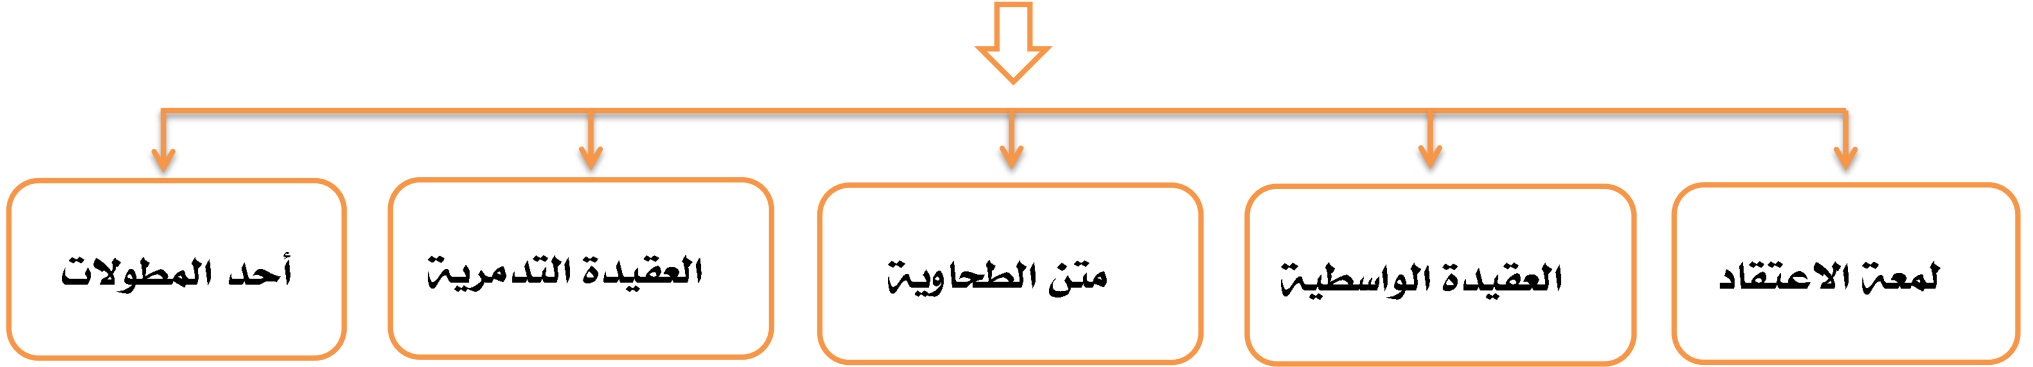 لمعة الاعتقاد
العقيدة الواسطية
متن الطحاوية
العقيدة التدمرية
أحد المطولات